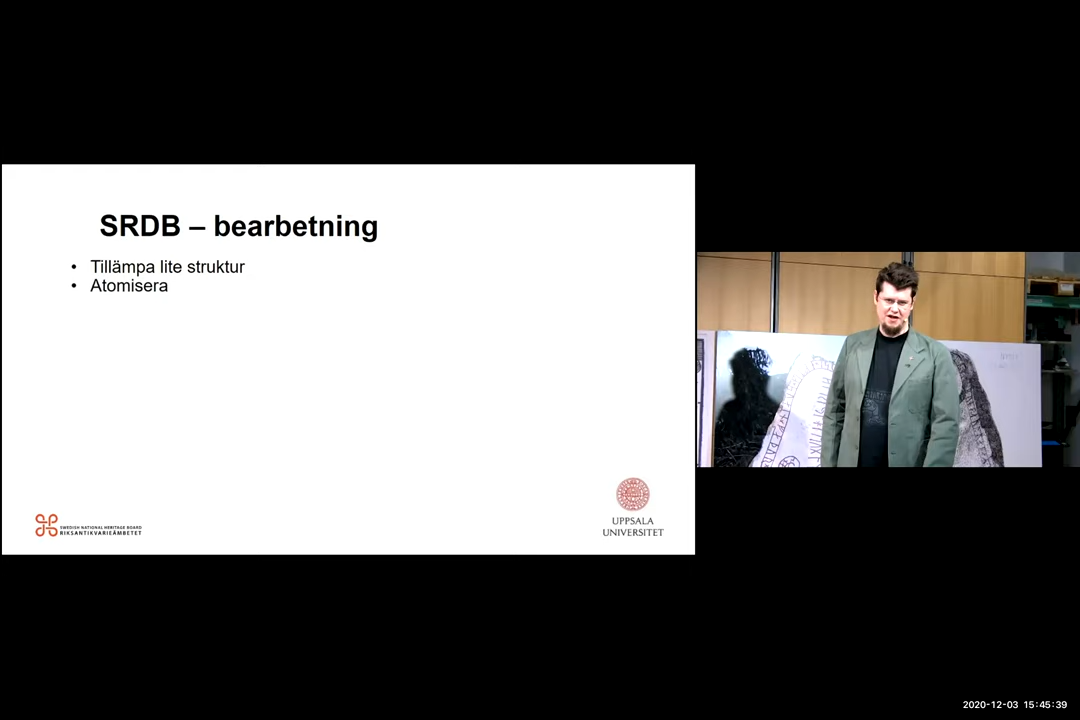 SRDB – bearbetning
• Tillämpa lite struktur
• Atomisera
SWEDISH NATIONAL HERITAGE BOARD
RIKSANTIKVARIEÄMBETET
UPPSALA
UNIVERSITET
2020-12-03 15:45:39